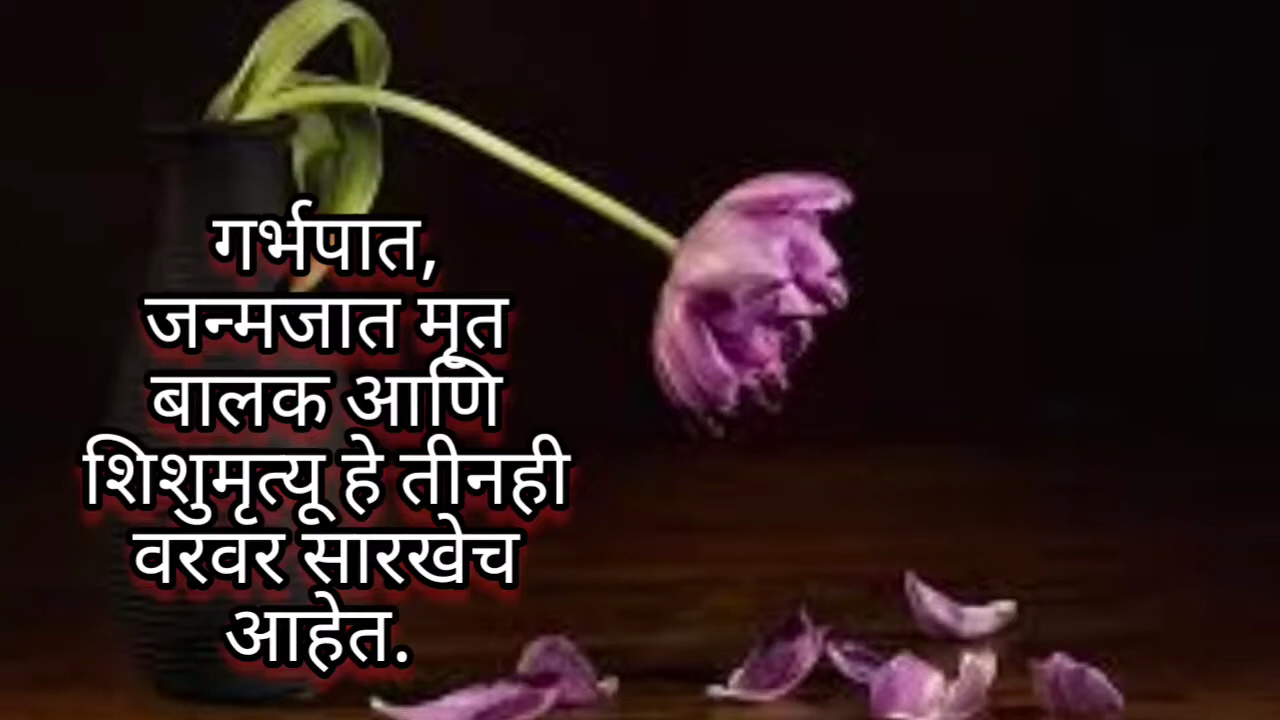 गर्भपात,
जन्मजात मृत
बालक आणि
शिशुमृत्यू हे तीनही
वरवर सारखेच
आहेत.